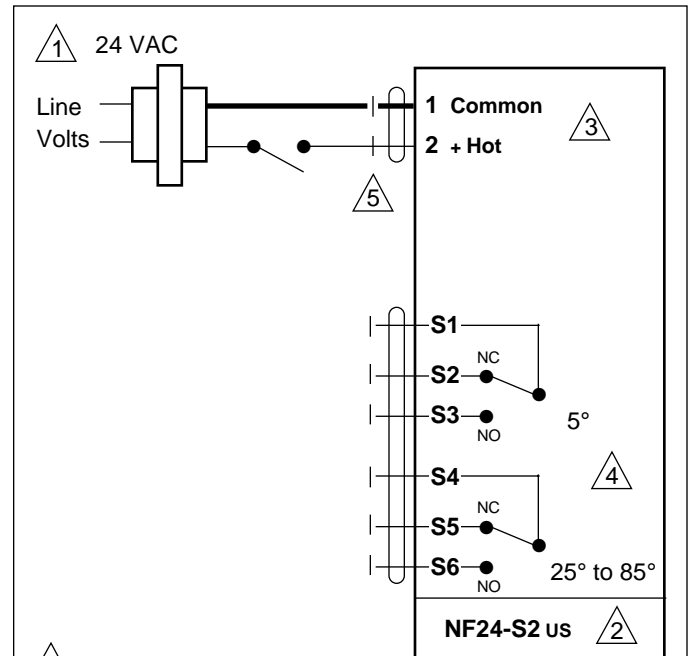 1 24 VAC
Line
Volts
1 Common
2 + Hot
3
5
S1
NC
S2
S3
NO
5°
S4
4
NC
S5
S6
NO
25° to 85°
NF24-S2 US 2